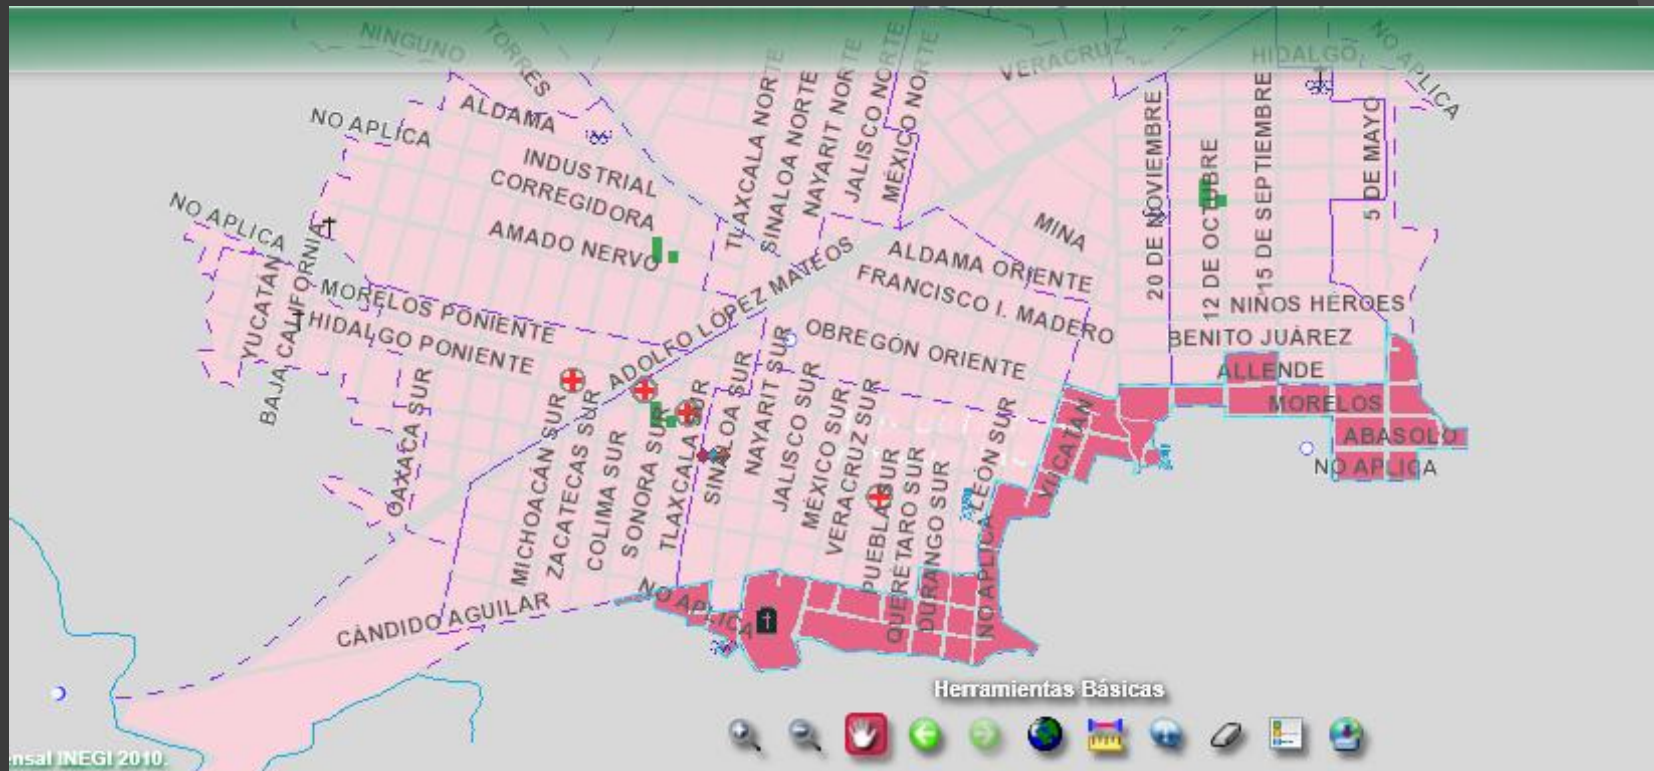 NINGUNO
TORRES
VERACRUZ
HIDALGO
NO APLICA
ALDAMA
NO APLICA
INDUSTRIAL
CORREGIDORA
AMADO NERVO
TLAXCALA NORTE
SINALOA NORTE
NAYARIT NORTE
JALISCO NORTE
MÉXICO NORTE
20 DE NOVIEMBRE
12 DE OCTUBRE
15 DE SEPTIEMBRE
5 DE MAYO
NO APLICA
YUCATÁN
BAJA CALIFORNIA
MORELOS PONIENTE
HIDALGO PONIENTE
ADOLFO LÓPEZ MATEOS
MINA
ALDAMA ORIENTE
FRANCISCO I. MADERO
OBREGÓN ORIENTE
NIÑOS HÉROES
BENITO JUÁREZ
ALLENDE
MORELOS
ABASOLO
NO APLICA
OAXACA SUR
MICHOACÁN SUR
ZACATECAS SUR
COLIMA SUR
SONORA SUR
TLAXCALA SUR
SINALOA SUR
NAYARIT SUR
JALISCO SUR
MÉXICO SUR
VERACRUZ SUR
PUEBLA SUR
QUERETARO SUR
DURANGO SUR
LEÓN SUR
NO APLICA
YUCATAN
CÁNDIDO AGUILAR
NO APLICA
Herramientas Básicas
ensal INEGI 2010.